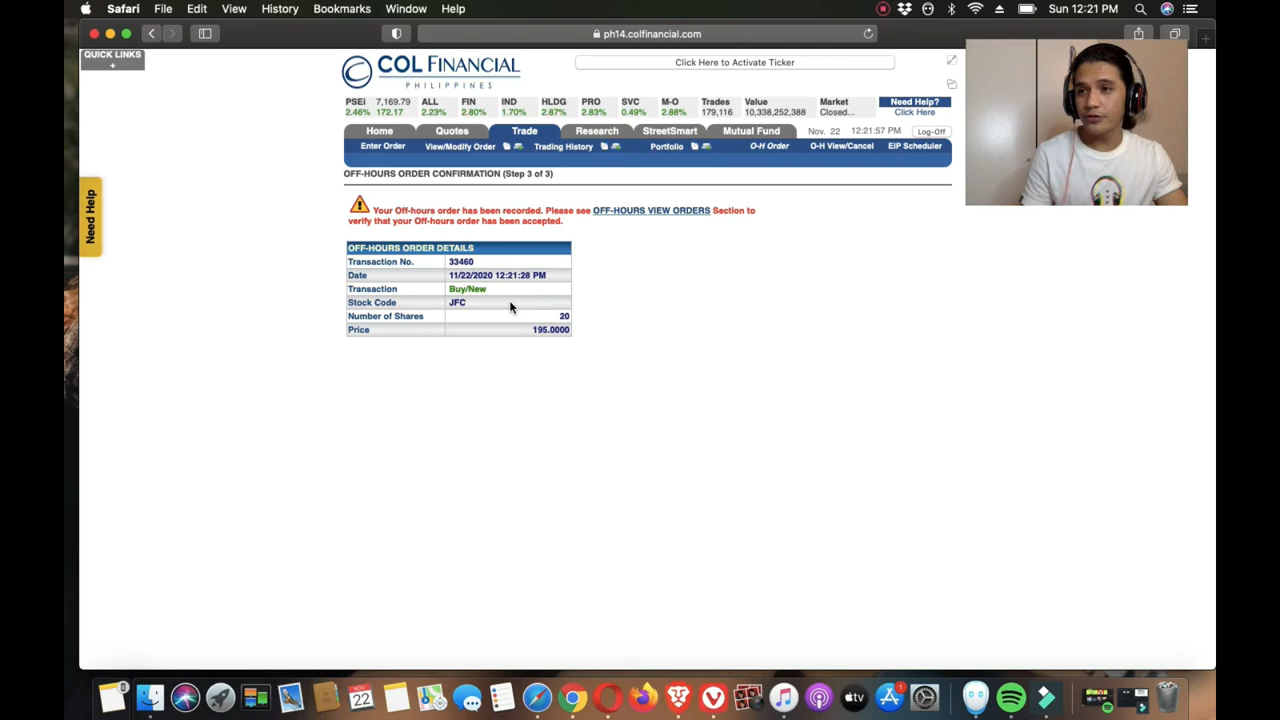 Safari File Edit View History Bookmarks Window Help Sun 12:21 PM
ph14.colfinancial.com
QUICK LINKS
+
COL FINANCIAL
PHILIPPINES
Click Here to Activate Ticker
PSEi 7,169.79 ALL FIN IND HLDG PRO SVC M-O Trades Value Market Need Help?
2.46% 172.17 2.23% 2.80% 1.70% 2.87% 2.83% 0.49% 2.88% 179,116 10,338,252,388 Closed... Click Here
Home Quotes Trade Research StreetSmart Mutual Fund Nov. 22 12:21:57 PM Log-Off
Enter Order View/Modify Order Trading History Portfolio O-H Order O-H View/Cancel EIP Scheduler
OFF-HOURS ORDER CONFIRMATION (Step 3 of 3)
Your Off-hours order has been recorded. Please see OFF-HOURS VIEW ORDERS Section to
verify that your Off-hours order has been accepted.
Need Help
OFF-HOURS ORDER DETAILS
Transaction No. 33460
Date 11/22/2020 12:21:28 PM
Transaction Buy/New
Stock Code JFC
Number of Shares 20
Price 195.0000
NOV
22
tv
1